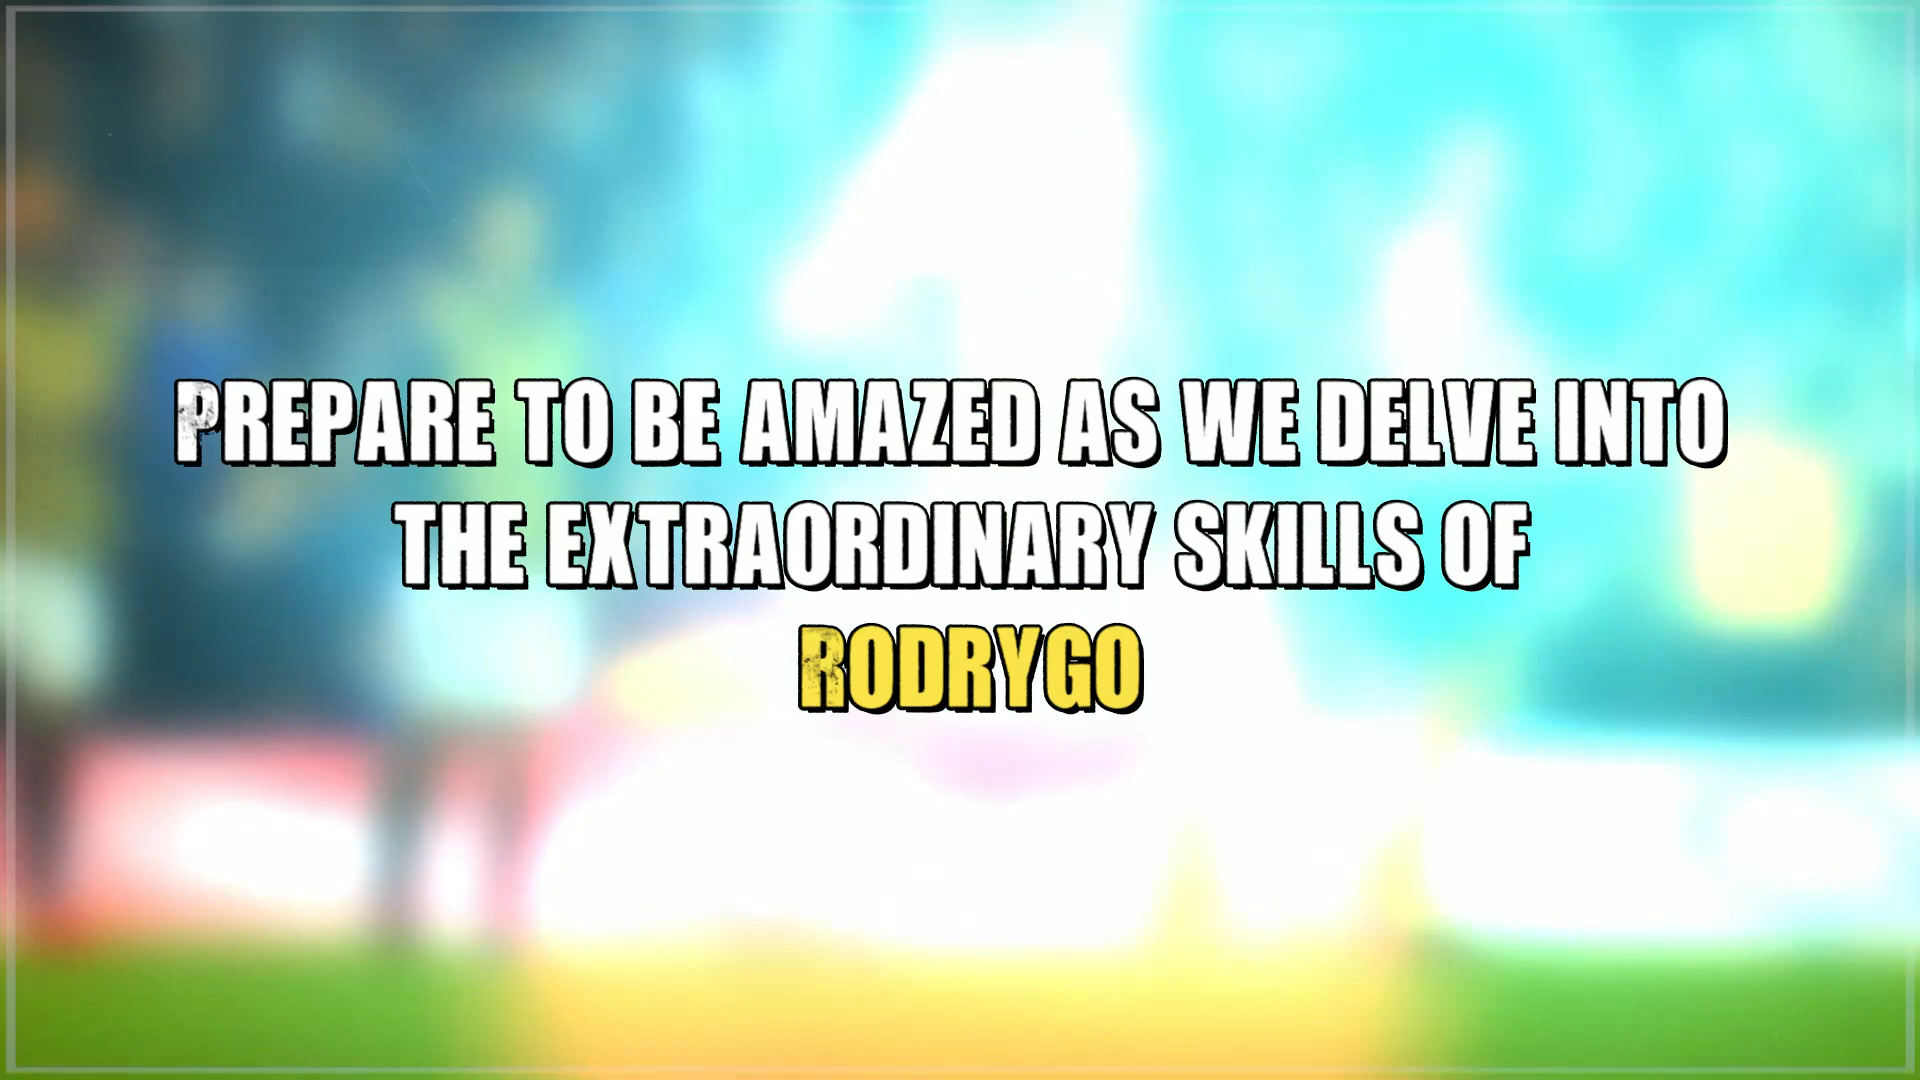 PREPARE TO BE AMAZED AS WE DELVE INTO
THE EXTRAORDINARY SKILLS OF
RODRYGO